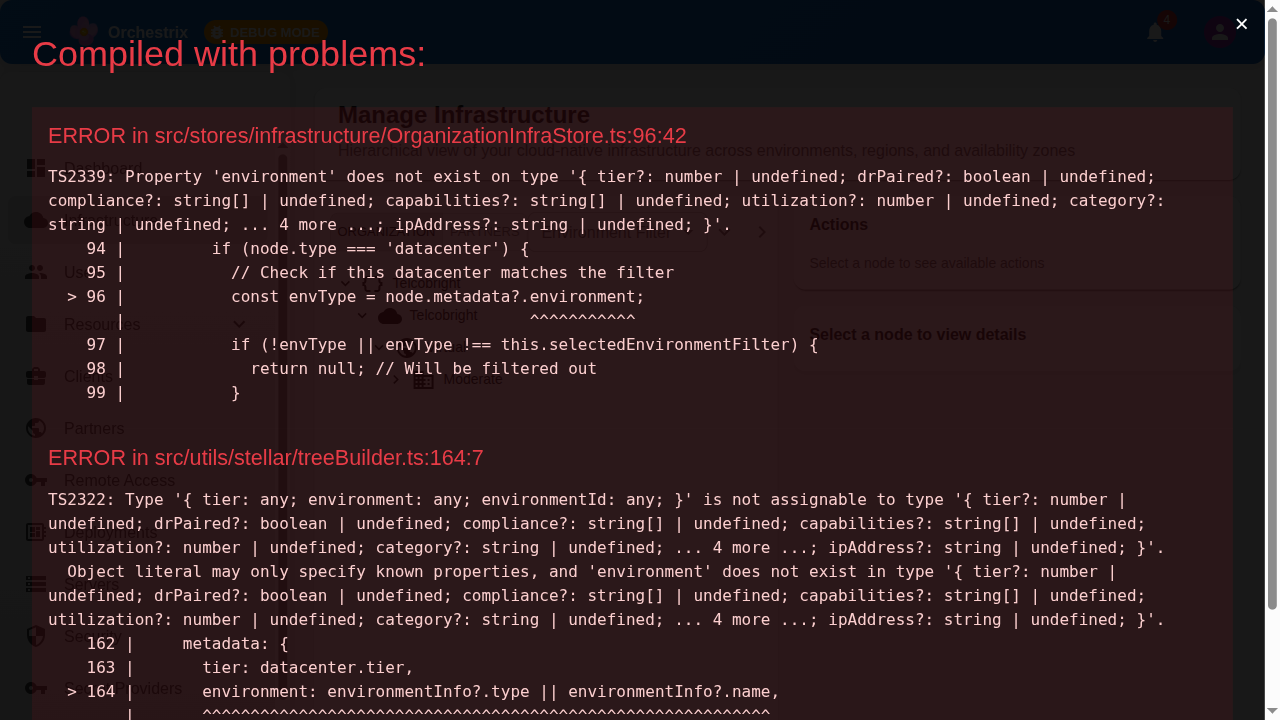 Orchestrix
DEBUG MODE
4
×
Compiled with problems:
Manage Infrastructure
Hierarchical view of your cloud-native infrastructure across environments, regions, and availability zones
ERROR in src/stores/infrastructure/OrganizationInfraStore.ts:96:42
TS2339: Property 'environment' does not exist on type '{ tier?: number | undefined; drPaired?: boolean | undefined;
compliance?: string[] | undefined; capabilities?: string[] | undefined; utilization?: number | undefined; category?:
string | undefined; ... 4 more ...; ipAddress?: string | undefined; }'.
94 |         if (node.type === 'datacenter') {
95 |           // Check if this datacenter matches the filter
> 96 |           const envType = node.metadata?.environment;
|                                          ^^^^^^^^^^^
97 |           if (!envType || envType !== this.selectedEnvironmentFilter) {
98 |             return null; // Will be filtered out
99 |           }
ERROR in src/utils/stellar/treeBuilder.ts:164:7
TS2322: Type '{ tier: any; environment: any; environmentId: any; }' is not assignable to type '{ tier?: number |
undefined; drPaired?: boolean | undefined; compliance?: string[] | undefined; capabilities?: string[] | undefined;
utilization?: number | undefined; category?: string | undefined; ... 4 more ...; ipAddress?: string | undefined; }'.
Object literal may only specify known properties, and 'environment' does not exist in type '{ tier?: number |
undefined; drPaired?: boolean | undefined; compliance?: string[] | undefined; capabilities?: string[] | undefined;
utilization?: number | undefined; category?: string | undefined; ... 4 more ...; ipAddress?: string | undefined; }'.
162 |     metadata: {
163 |       tier: datacenter.tier,
> 164 |       environment: environmentInfo?.type || environmentInfo?.name,
|       ^^^^^^^^^^^^^^^^^^^^^^^^^^^^^^^^^^^^^^^^^^^^^^^^^^^^^^^^^^^
Dashboard
Resources
Clients
Partners
Remote Access
Deployments
Servers
Environment Filter
Telcobright
Telcobright
Moderate
Actions
Select a node to see available actions
Select a node to view details